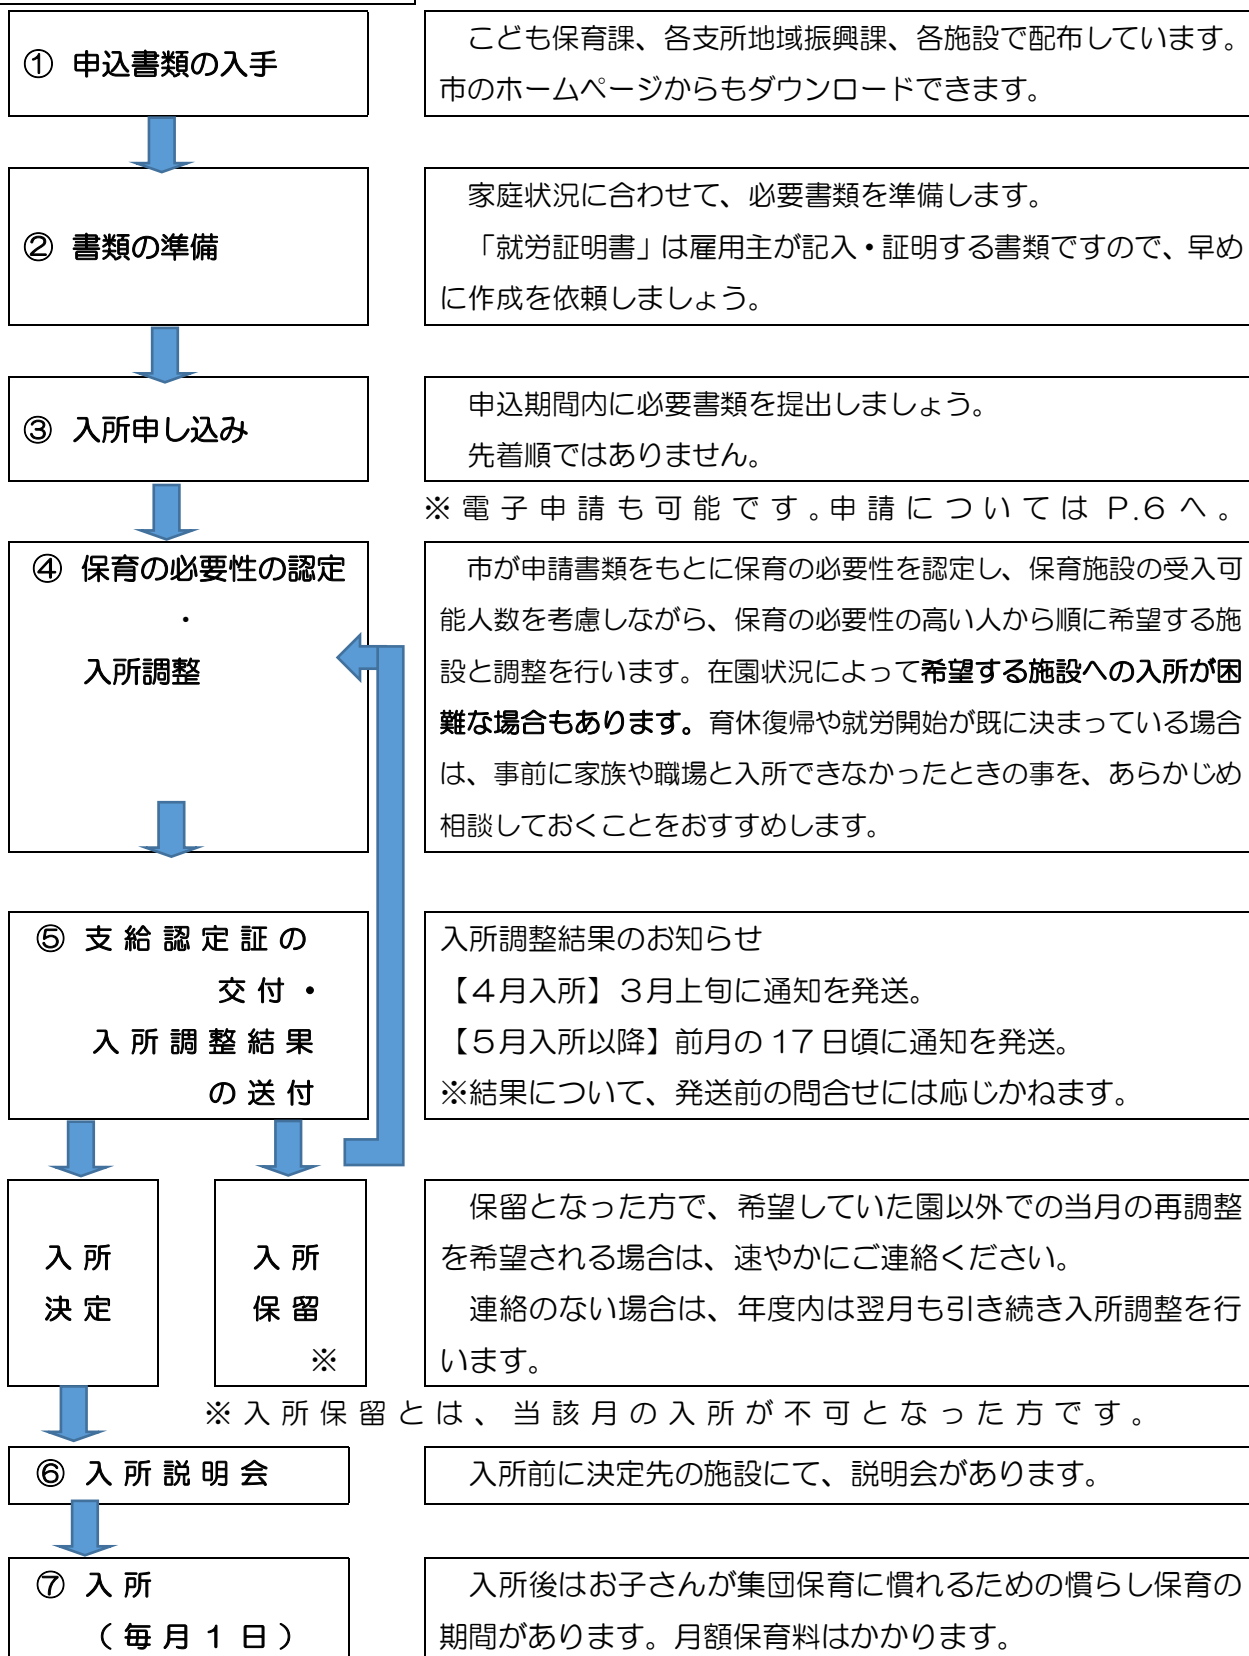 ① 申込書類の入手
こども保育課、各支所地域振興課、各施設で配布しています。
市のホームページからもダウンロードできます。
② 書類の準備
家庭状況に合わせて、必要書類を準備します。
「就労証明書」は雇用主が記入・証明する書類ですので、早め
に作成を依頼しましょう。
③ 入所申し込み
申込期間内に必要書類を提出しましょう。
先着順ではありません。
※電子申請も可能です。申請については P.6 へ。
④ 保育の必要性の認定
・
入所調整
市が申請書類をもとに保育の必要性を認定し、保育施設の受入可
能人数を考慮しながら、保育の必要性の高い人から順に希望する施
設と調整を行います。在園状況によって希望する施設への入所が困
難な場合もあります。育休復帰や就労開始が既に決まっている場合
は、事前に家族や職場と入所できなかったときの事を、あらかじめ
相談しておくことをおすすめします。
⑤ 支給認定証の
交付・
入所調整結果
の送付
入所調整結果のお知らせ
【4月入所】3月上旬に通知を発送。
【5月入所以降】前月の 17 日頃に通知を発送。
※結果について、発送前の問合せには応じかねます。
入所
決定
入所
保留
※
保留となった方で、希望していた園以外での当月の再調整
を希望される場合は、速やかにご連絡ください。
連絡のない場合は、年度内は翌月も引き続き入所調整を行
います。
※入所保留とは、当該月の入所が不可となった方です。
⑥ 入所説明会
入所前に決定先の施設にて、説明会があります。
⑦ 入所
（毎月1日）
入所後はお子さんが集団保育に慣れるための慣らし保育の
期間があります。月額保育料はかかります。